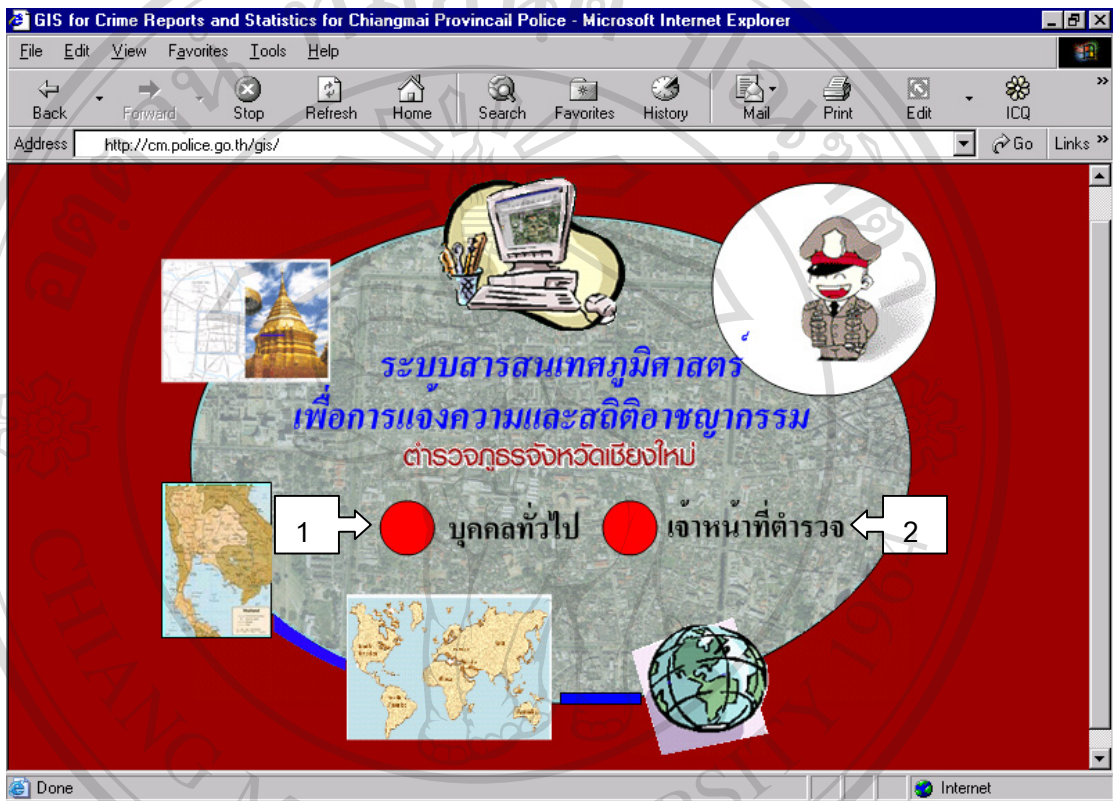 GIS for Crime Reports and Statistics for Chiangmai Provincail Police - Microsoft Internet Explorer
File Edit View Favorites Tools Help
Back Forward Stop Refresh Home Search Favorites History Mail Print Edit ICQ
Address http://cm.police.go.th/gis/ Go Links
ระบบสารสนเทศภูมิศาสตร์
เพื่อการแจ้งความและสถิติอาชญากรรม
ตำรวจภูธรจังหวัดเชียงใหม่
1 บุคคลทั่วไป เจ้าหน้าที่ตำรวจ 2
Done Internet